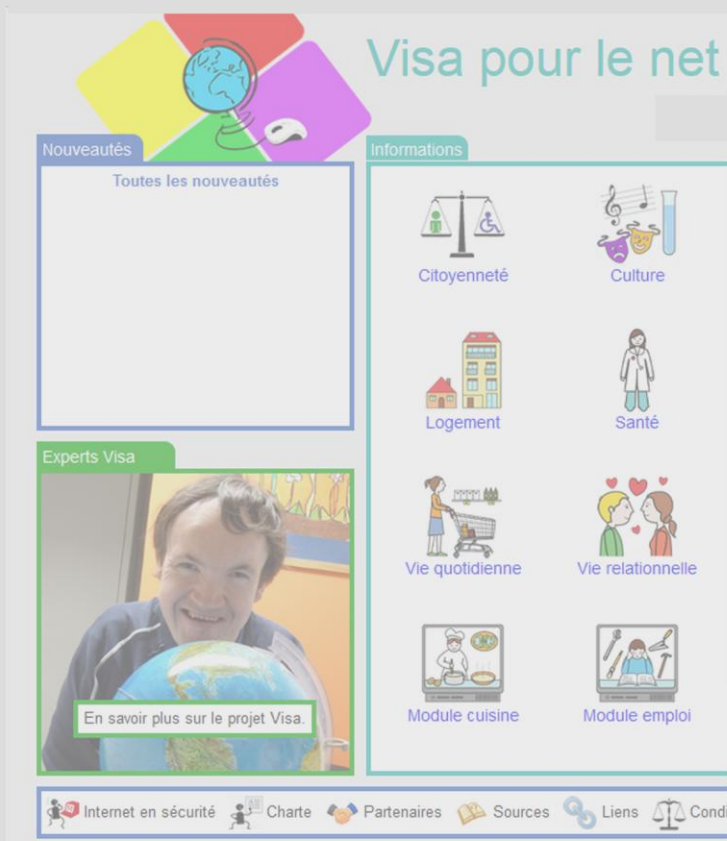 Visa pour le net
Nouveautés
Toutes les nouveautés
Informations
Citoyenneté
Culture
Logement
Santé
Vie quotidienne
Vie relationnelle
Module cuisine
Module emploi
Experts Visa
En savoir plus sur le projet Visa.
Internet en sécurité Charte Partenaires Sources Liens